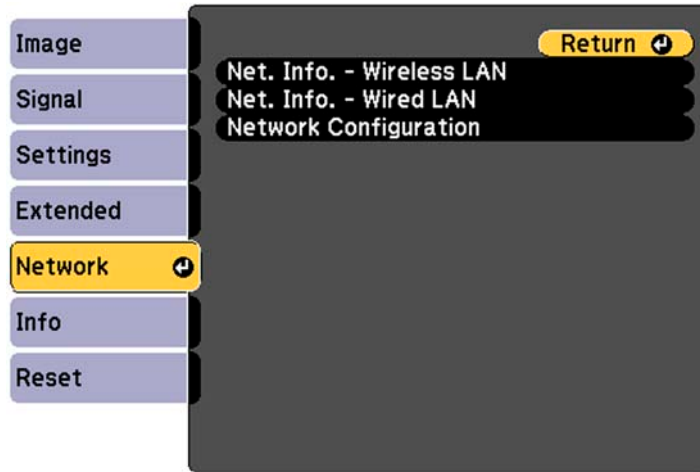 Image
Signal
Settings
Extended
Network
Info
Reset
Return
Net. Info. - Wireless LAN
Net. Info. - Wired LAN
Network Configuration